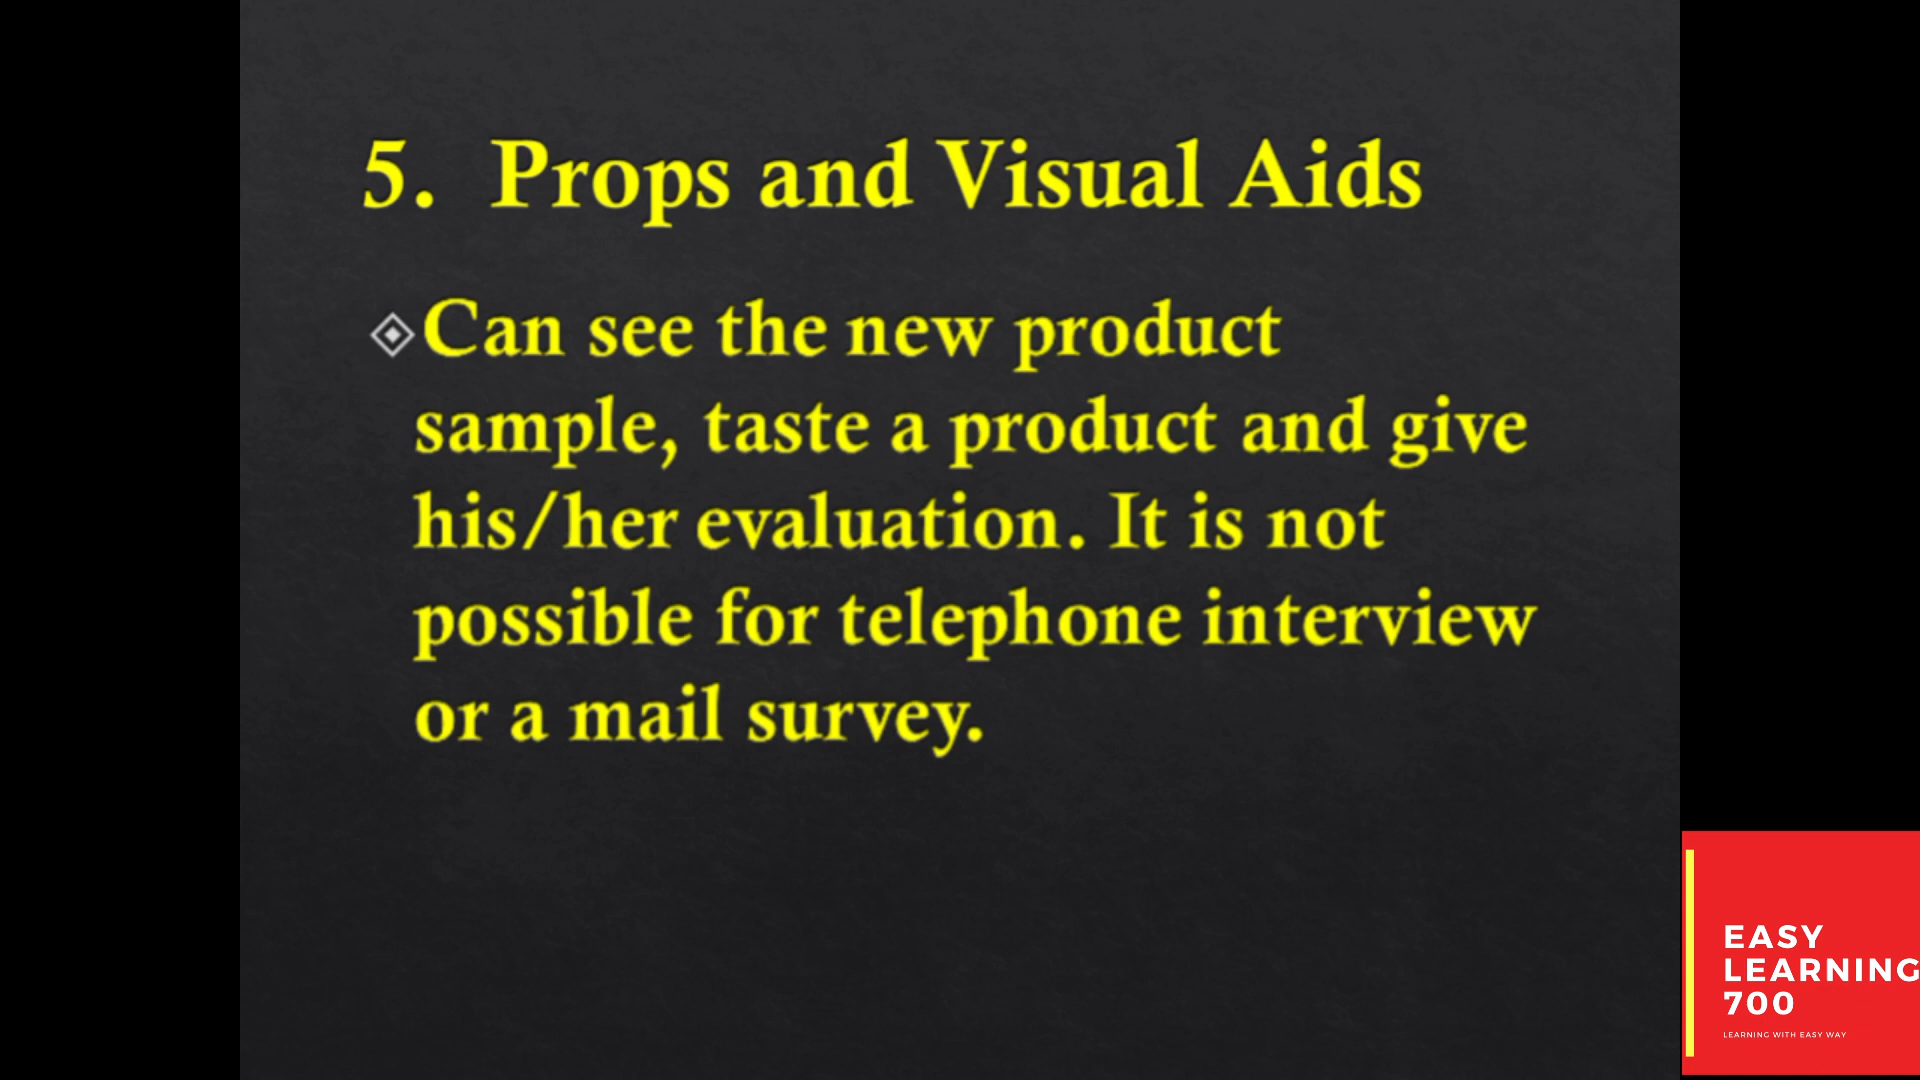 5. Props and Visual Aids
Can see the new product
sample, taste a product and give
his/her evaluation. It is not
possible for telephone interview
or a mail survey.
EASY
LEARNING
700
LEARNING WITH EASY WAY